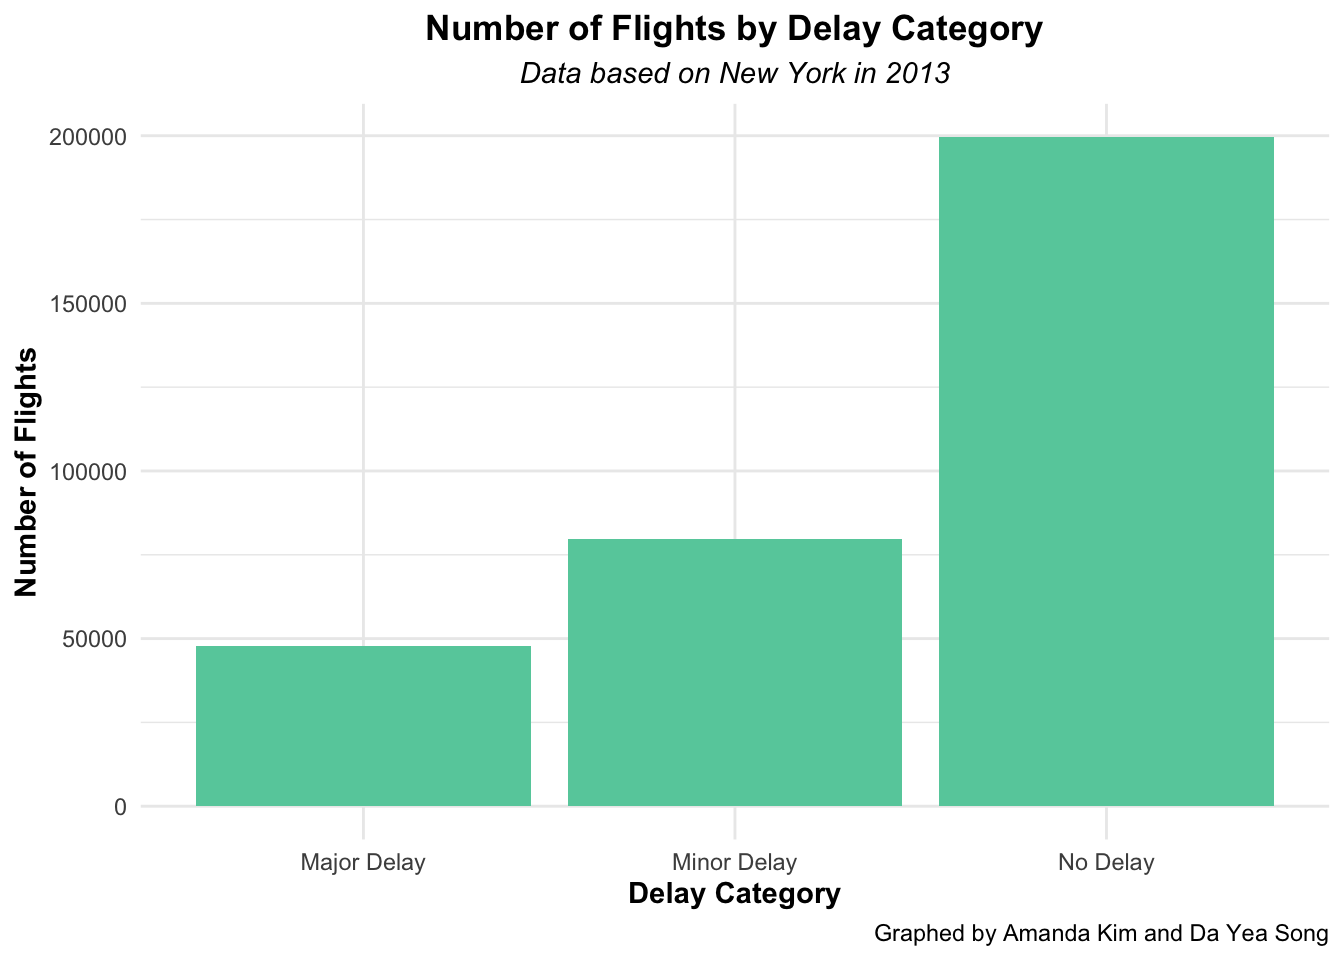 Number of Flights by Delay Category
Data based on New York in 2013
Number of Flights
200000
150000
100000
50000
0
Major Delay
Minor Delay
No Delay
Delay Category
Graphed by Amanda Kim and Da Yea Song